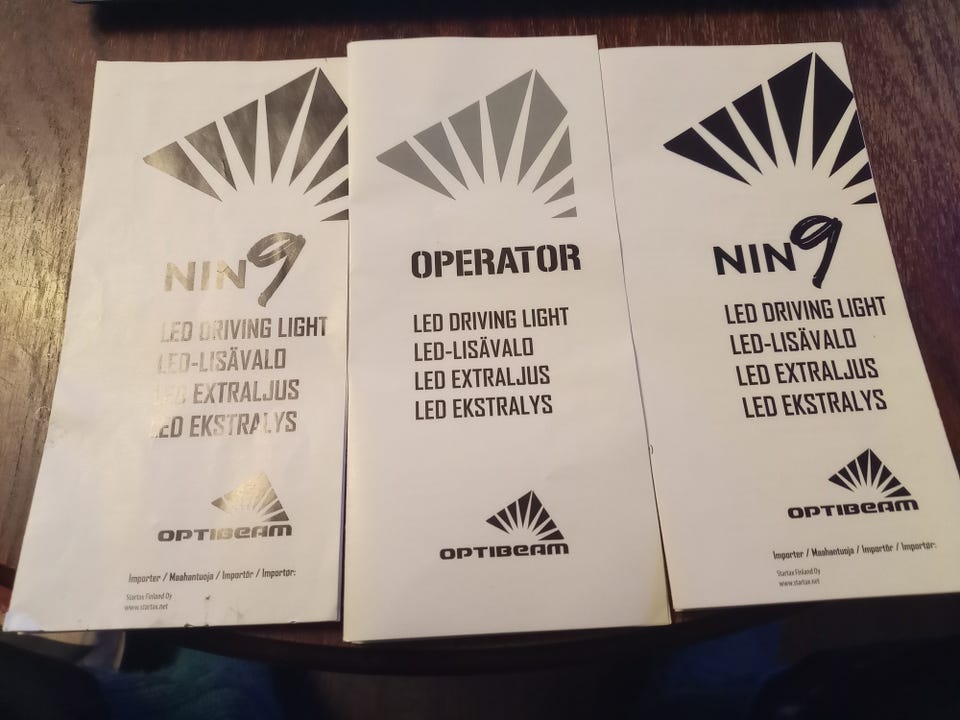 NIN9
LED DRIVING LIGHT
LED-LISÄVALO
LED EXTRALJUS
LED EKSTRALYS
OPTIBEAM
Importer / Maahantuoja / Importör / Importør:
Startax Finland Oy
www.startax.net
OPERATOR
LED DRIVING LIGHT
LED-LISÄVALO
LED EXTRALJUS
LED EKSTRALYS
OPTIBEAM
NIN9
LED DRIVING LIGHT
LED-LISÄVALO
LED EXTRALJUS
LED EKSTRALYS
OPTIBEAM
Importer / Maahantuoja / Importör / Importør:
Startax Finland Oy
www.startax.net